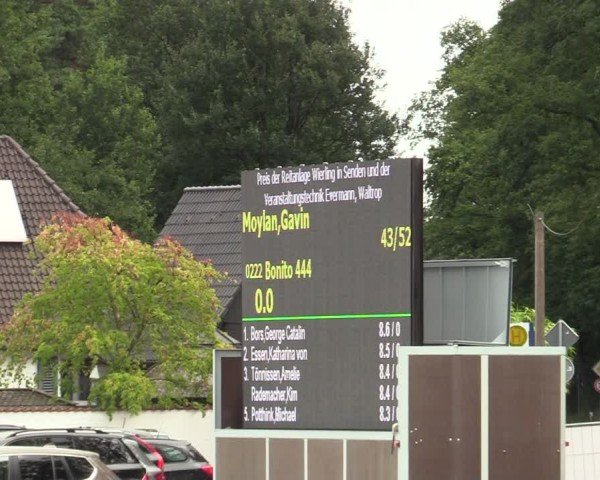 Preis der Reitanlage Wierling in Senden und der
Veranstaltungstechnik Evermann, Waltrop
Moylan,Gavin
43/52
0222 Bonito 444
0.0
1. Bors,George Catalin 8.6/0
2. Essen,Katharina von 8.5/0
3. Tönnissen,Amelie 8.4/0
Rademacher,Kim 8.4/0
5. Potthink,Michael 8.3/0
H